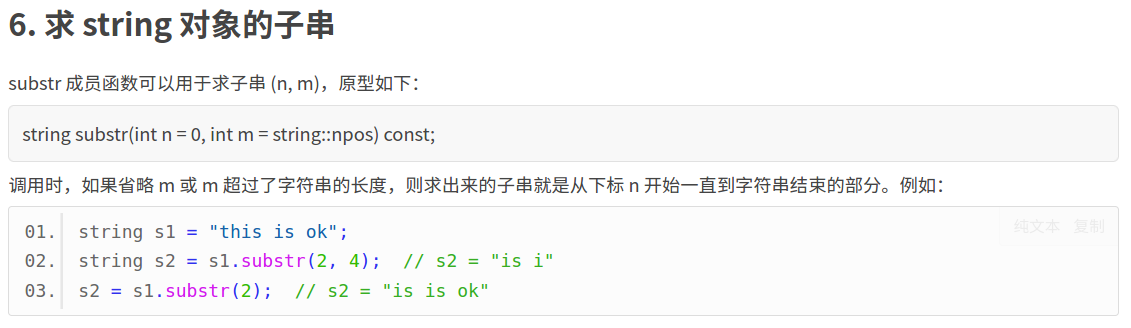 6. 求 string 对象的子串
substr 成员函数可以用于求子串 (n, m)，原型如下：
string substr(int n = 0, int m = string::npos) const;
调用时，如果省略 m 或 m 超过了字符串的长度，则求出来的子串就是从下标 n 开始一直到字符串结束的部分。例如：
纯文本 复制
01. string s1 = "this is ok";
02. string s2 = s1.substr(2, 4);  // s2 = "is i"
03. s2 = s1.substr(2);  // s2 = "is is ok"